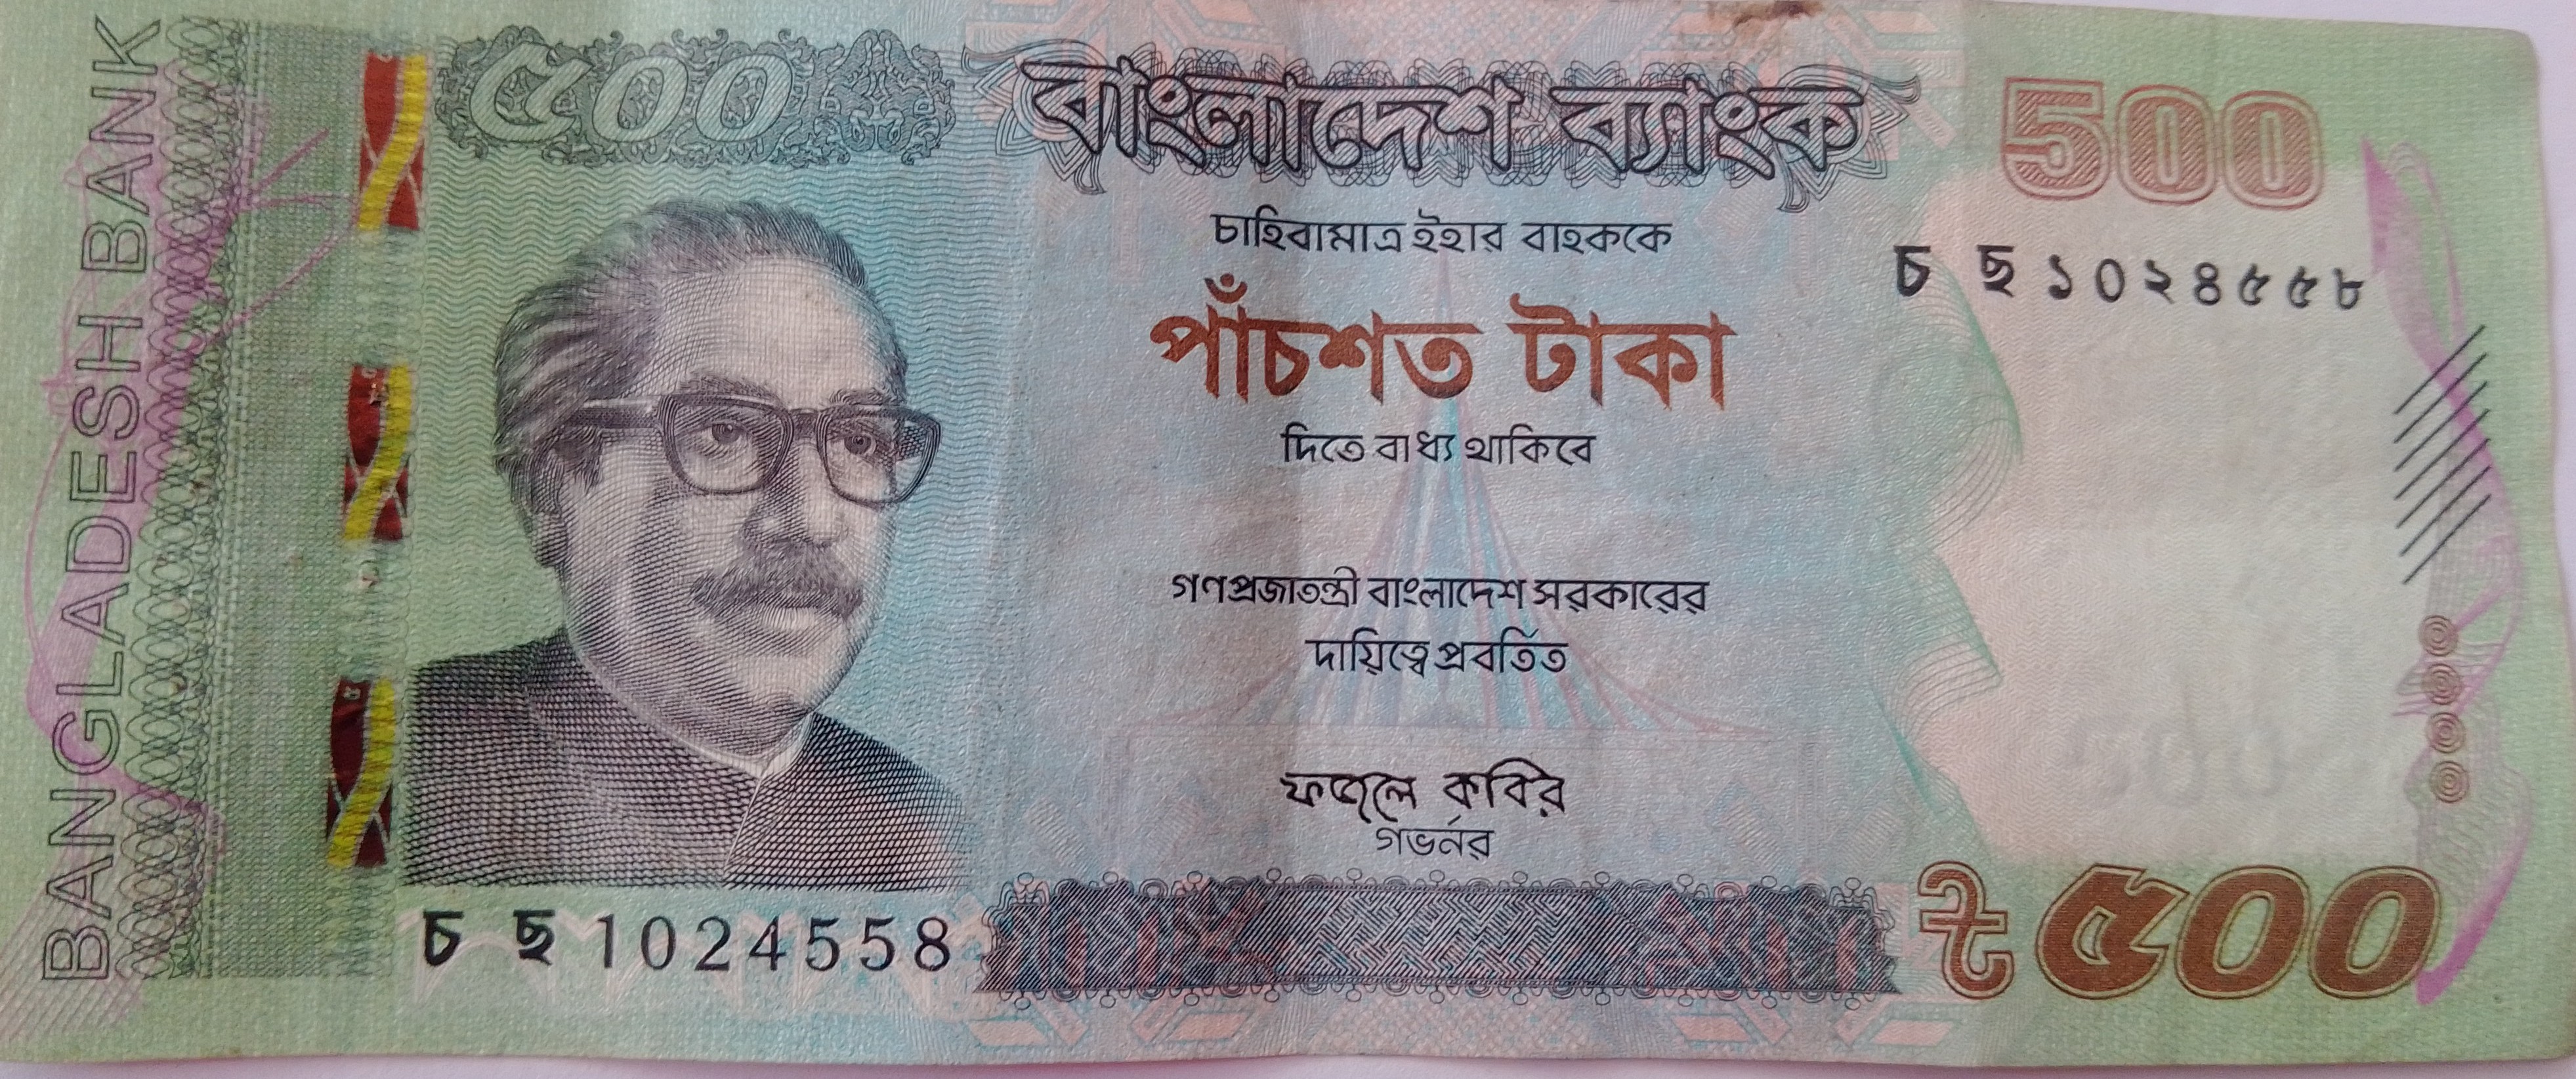 BANGLADESH BANK
৫০০
বাংলাদেশ ব্যাংক
500
চাহিবামাত্র ইহার বাহককে
চ ছ ১০২৪৫৫৮
পাঁচশত টাকা
দিতে বাধ্য থাকিবে
গণপ্রজাতন্ত্রী বাংলাদেশ সরকারের
দায়িত্বে প্রবর্তিত
ফজলে কবির
গভর্নর
চ ছ 1024558
৳ ৫০০